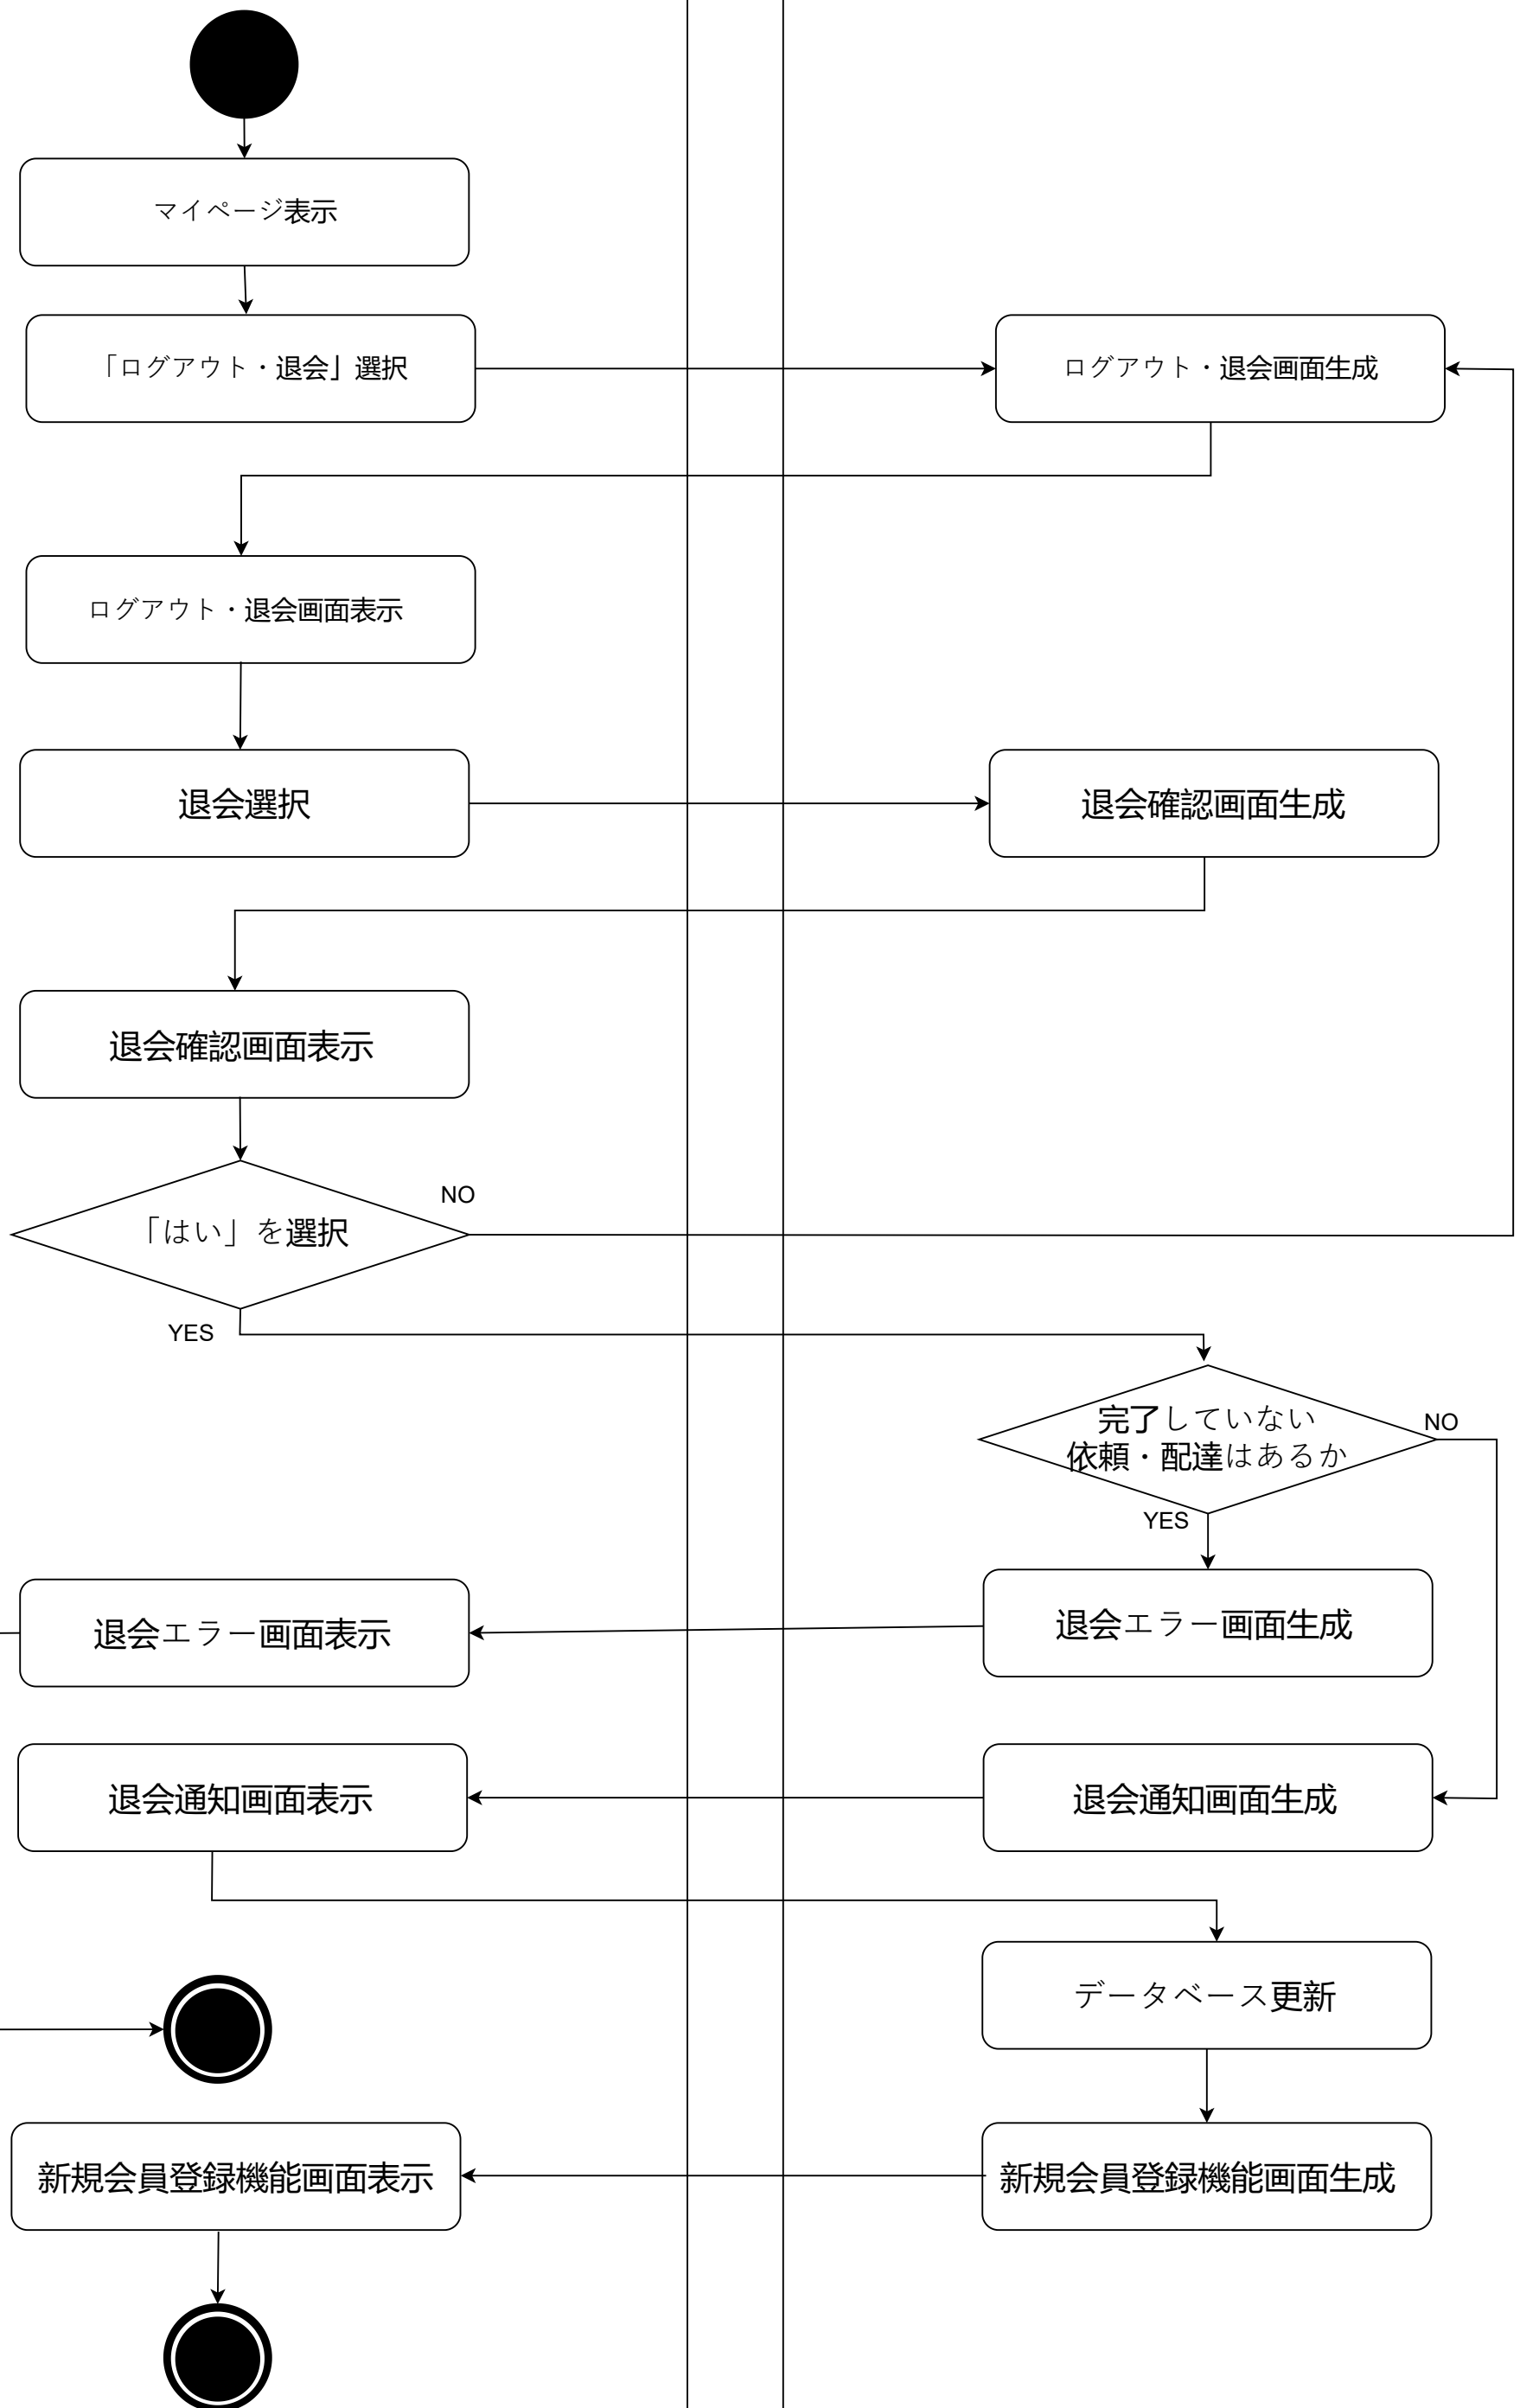 マイページ表示
「ログアウト・退会」選択
ログアウト・退会画面生成
ログアウト・退会画面表示
退会選択
退会確認画面生成
退会確認画面表示
「はい」を選択
NO
YES
完了していない
依頼・配達はあるか
NO
YES
退会エラー画面表示
退会エラー画面生成
退会通知画面表示
退会通知画面生成
データベース更新
新規会員登録機能画面表示
新規会員登録機能画面生成